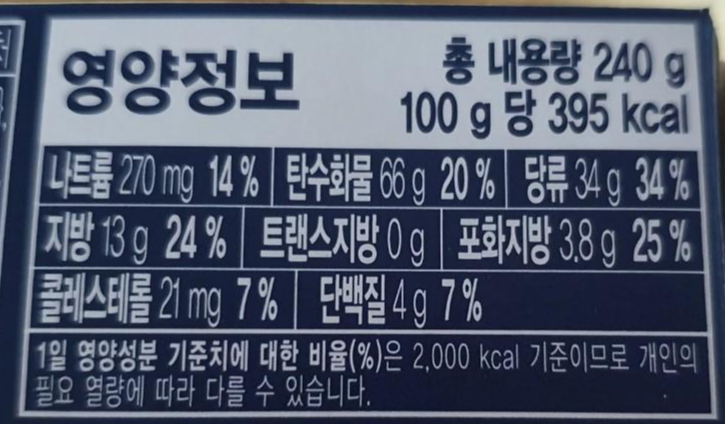 영양정보
총 내용량 240 g
100 g 당 395 kcal
나트륨 270 mg 14 % 탄수화물 66 g 20 % 당류 34 g 34 %
지방 13 g 24 % 트랜스지방 0 g 포화지방 3.8 g 25 %
콜레스테롤 21 mg 7 % 단백질 4 g 7 %
1일 영양성분 기준치에 대한 비율(%)은 2,000 kcal 기준이므로 개인의
필요 열량에 따라 다를 수 있습니다.